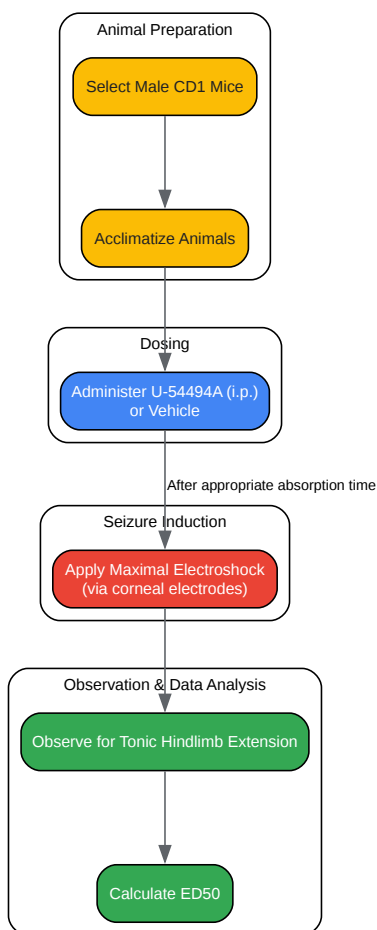 Animal Preparation
Select Male CD1 Mice
Acclimatize Animals
Dosing
Administer U-54494A (i.p.)
or Vehicle
After appropriate absorption time
Seizure Induction
Apply Maximal Electroshock
(via corneal electrodes)
Observation & Data Analysis
Observe for Tonic Hindlimb Extension
Calculate ED50